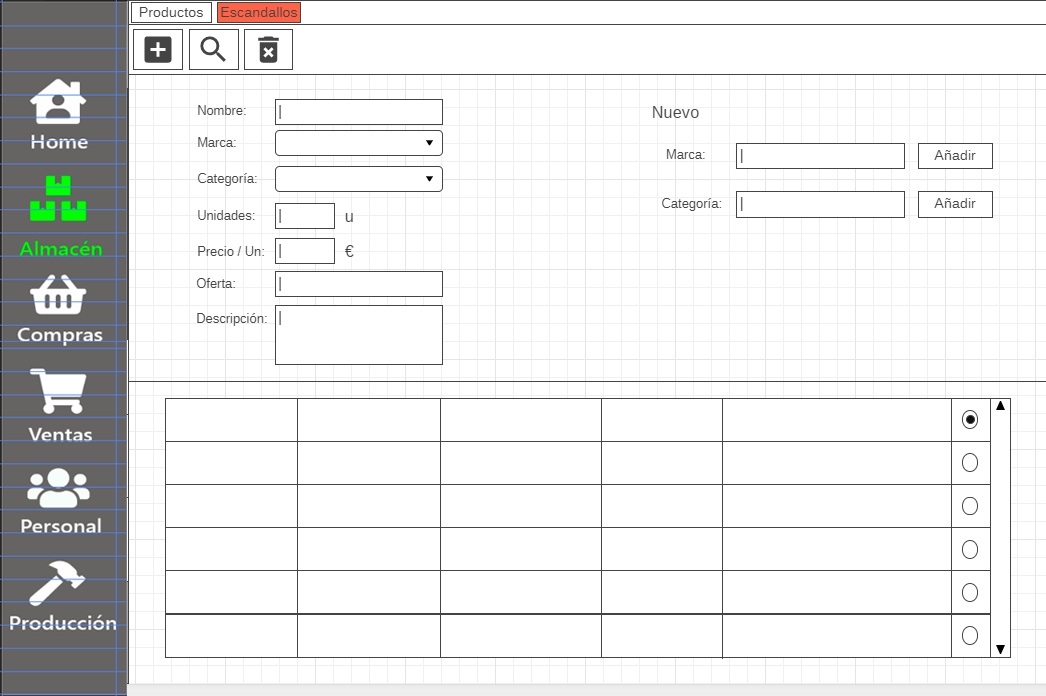 Productos Escandallos
Home
Almacén
Compras
Ventas
Personal
Producción
Nombre:
Marca:
Categoría:
Unidades: u
Precio / Un: €
Oferta:
Descripción:
Nuevo
Marca: Añadir
Categoría: Añadir